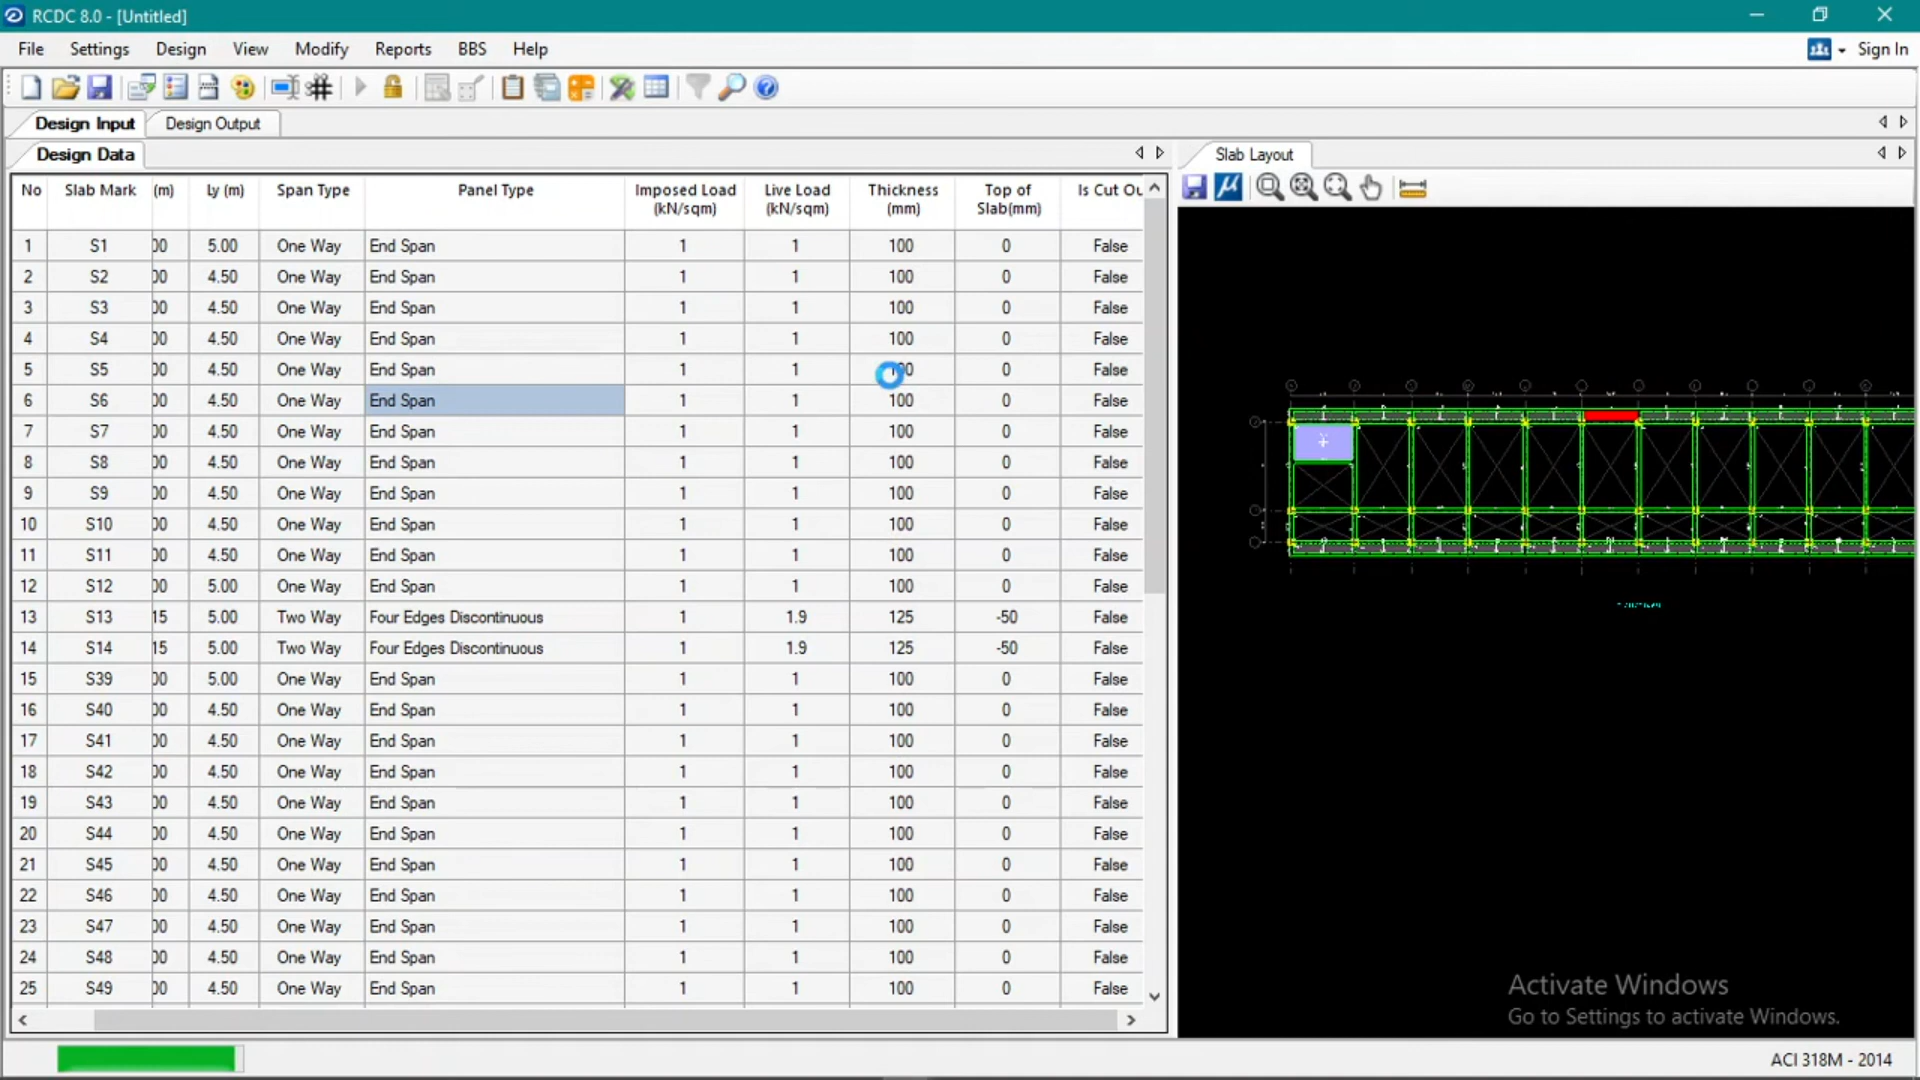 RCDC 8.0 - [Untitled]
File Settings Design View Modify Reports BBS Help
Sign In
Design Input Design Output
Design Data
Slab Layout
No Slab Mark (m) Ly (m) Span Type Panel Type Imposed Load (kN/sqm) Live Load (kN/sqm) Thickness (mm) Top of Slab(mm) Is Cut Ou
1 S1 00 5.00 One Way End Span 1 1 100 0 False
2 S2 00 4.50 One Way End Span 1 1 100 0 False
3 S3 00 4.50 One Way End Span 1 1 100 0 False
4 S4 00 4.50 One Way End Span 1 1 100 0 False
5 S5 00 4.50 One Way End Span 1 1 100 0 False
6 S6 00 4.50 One Way End Span 1 1 100 0 False
7 S7 00 4.50 One Way End Span 1 1 100 0 False
8 S8 00 4.50 One Way End Span 1 1 100 0 False
9 S9 00 4.50 One Way End Span 1 1 100 0 False
10 S10 00 4.50 One Way End Span 1 1 100 0 False
11 S11 00 4.50 One Way End Span 1 1 100 0 False
12 S12 00 5.00 One Way End Span 1 1 100 0 False
13 S13 15 5.00 Two Way Four Edges Discontinuous 1 1.9 125 -50 False
14 S14 15 5.00 Two Way Four Edges Discontinuous 1 1.9 125 -50 False
15 S39 00 5.00 One Way End Span 1 1 100 0 False
16 S40 00 4.50 One Way End Span 1 1 100 0 False
17 S41 00 4.50 One Way End Span 1 1 100 0 False
18 S42 00 4.50 One Way End Span 1 1 100 0 False
19 S43 00 4.50 One Way End Span 1 1 100 0 False
20 S44 00 4.50 One Way End Span 1 1 100 0 False
21 S45 00 4.50 One Way End Span 1 1 100 0 False
22 S46 00 4.50 One Way End Span 1 1 100 0 False
23 S47 00 4.50 One Way End Span 1 1 100 0 False
24 S48 00 4.50 One Way End Span 1 1 100 0 False
25 S49 00 4.50 One Way End Span 1 1 100 0 False
Activate Windows
Go to Settings to activate Windows.
ACI 318M - 2014